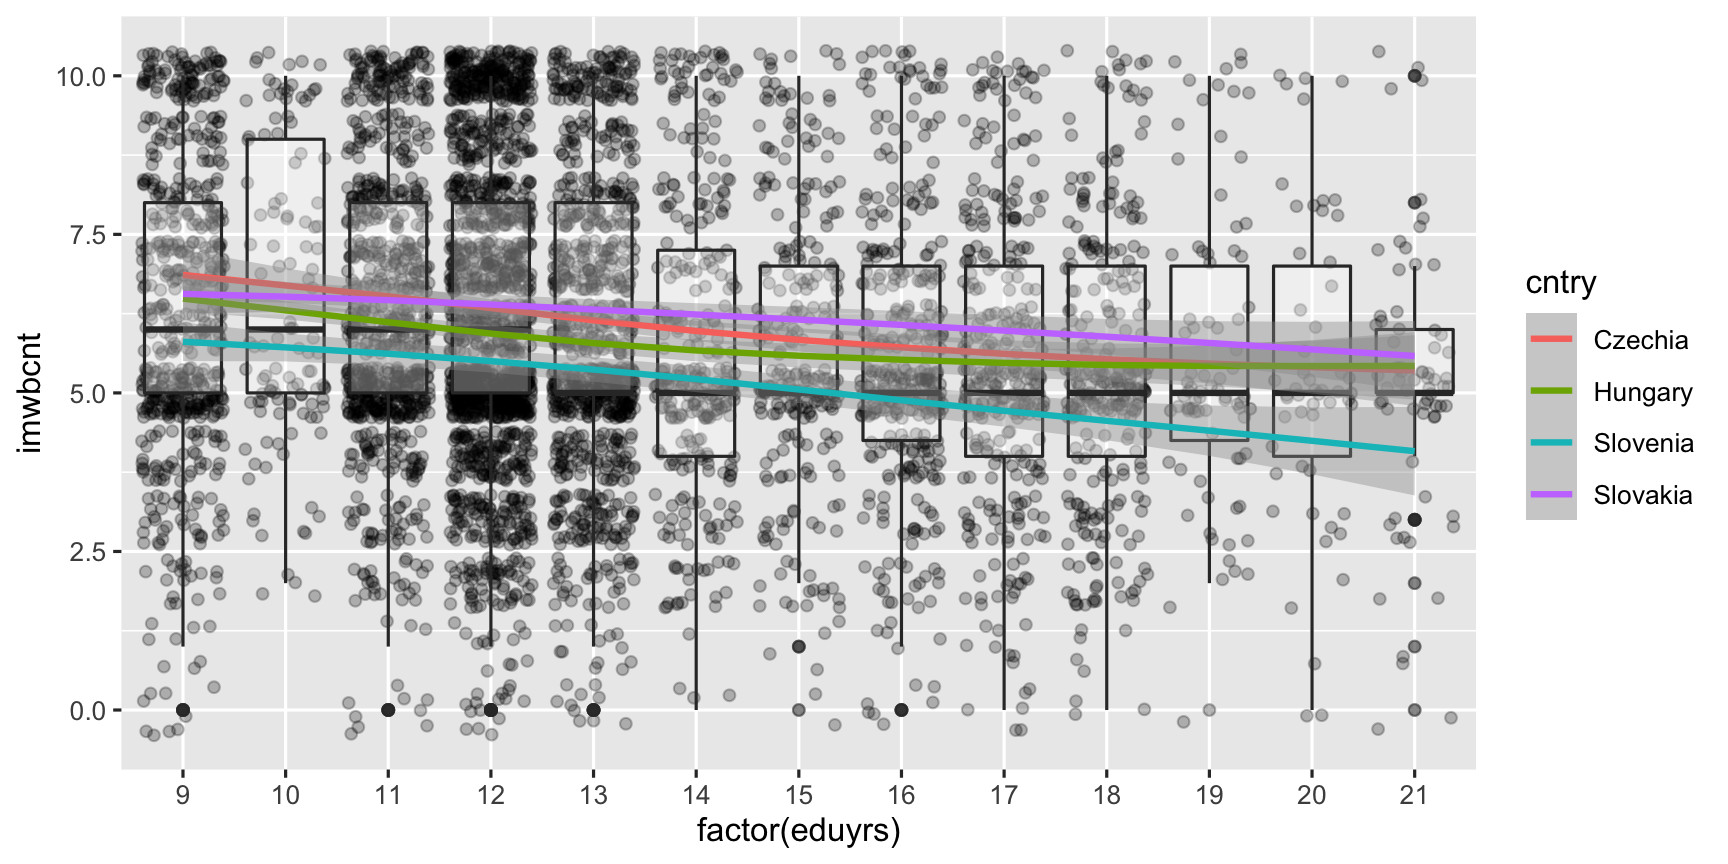 imwbcnt
10.0
7.5
5.0
2.5
0.0
9 10 11 12 13 14 15 16 17 18 19 20 21
factor(eduyrs)
cntry
Czechia
Hungary
Slovenia
Slovakia